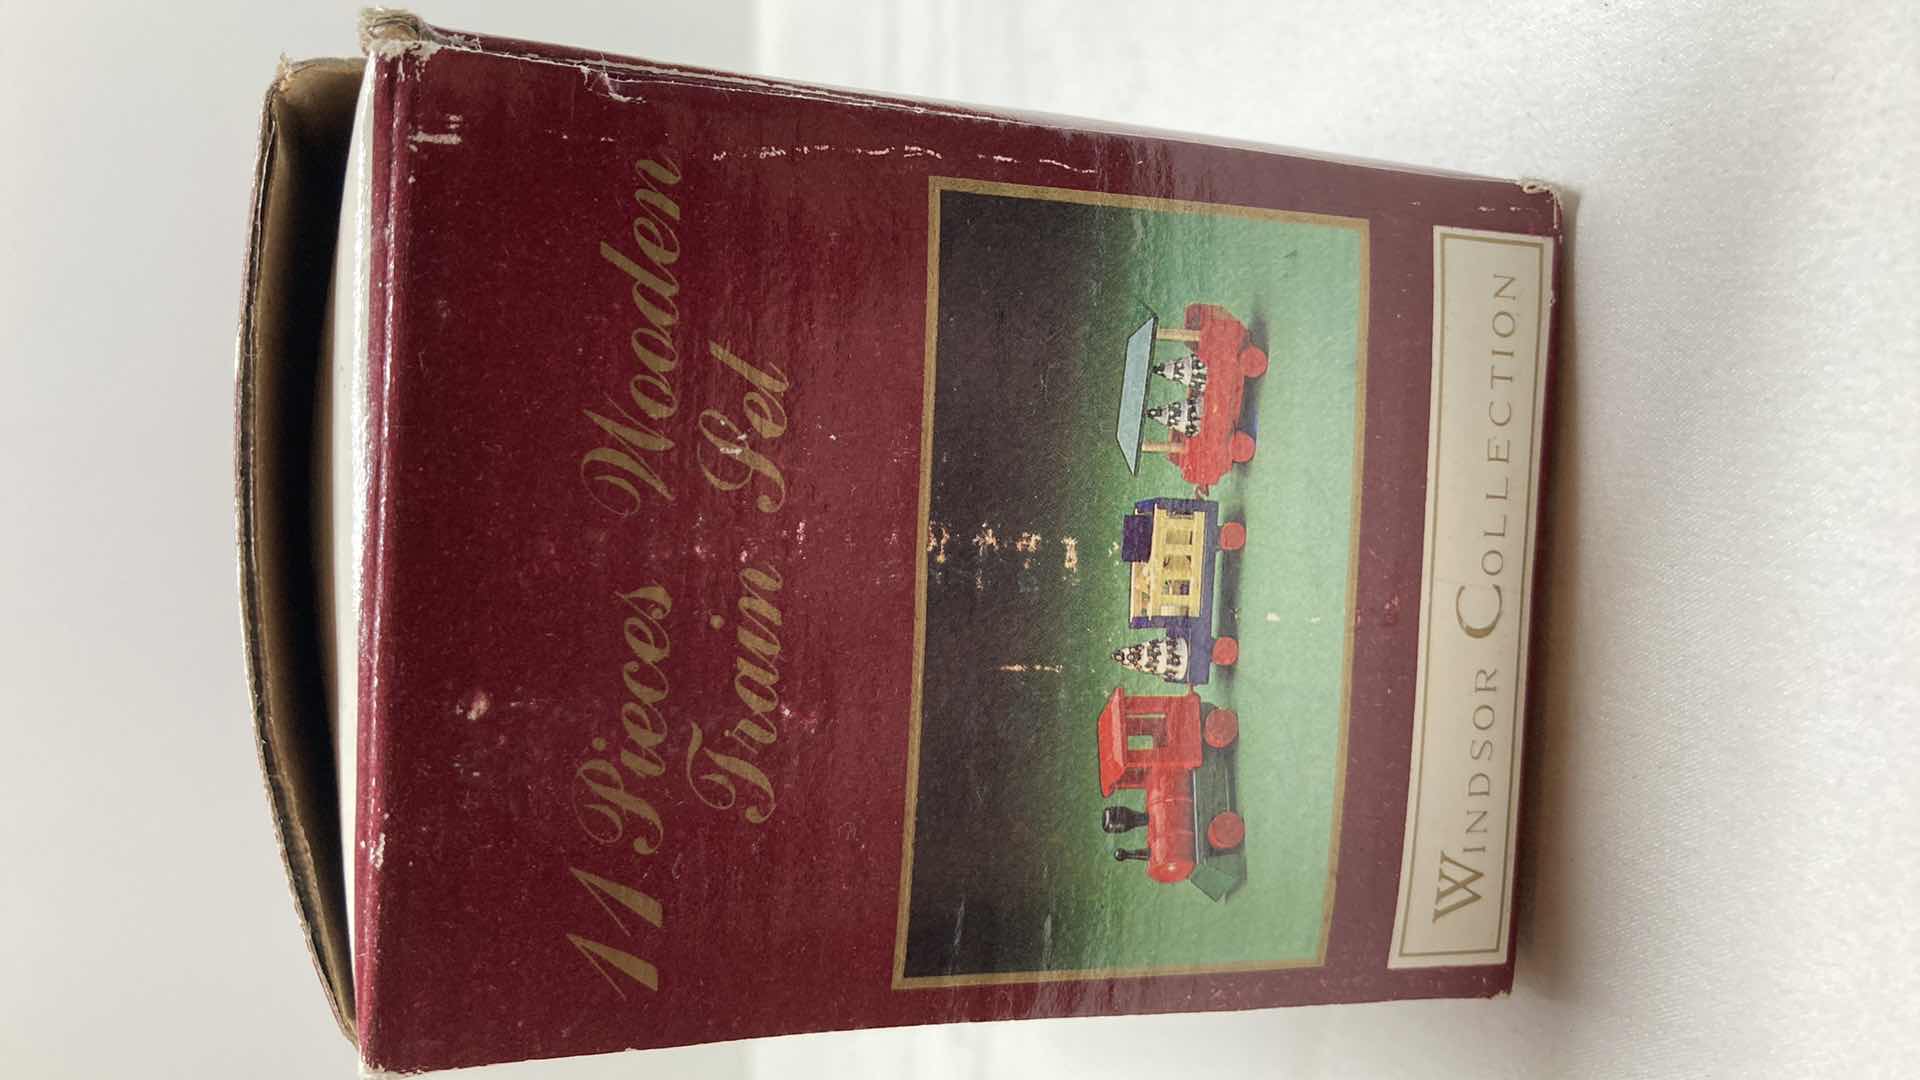 11 Pieces Wooden
Train Set
WINDSOR COLLECTION